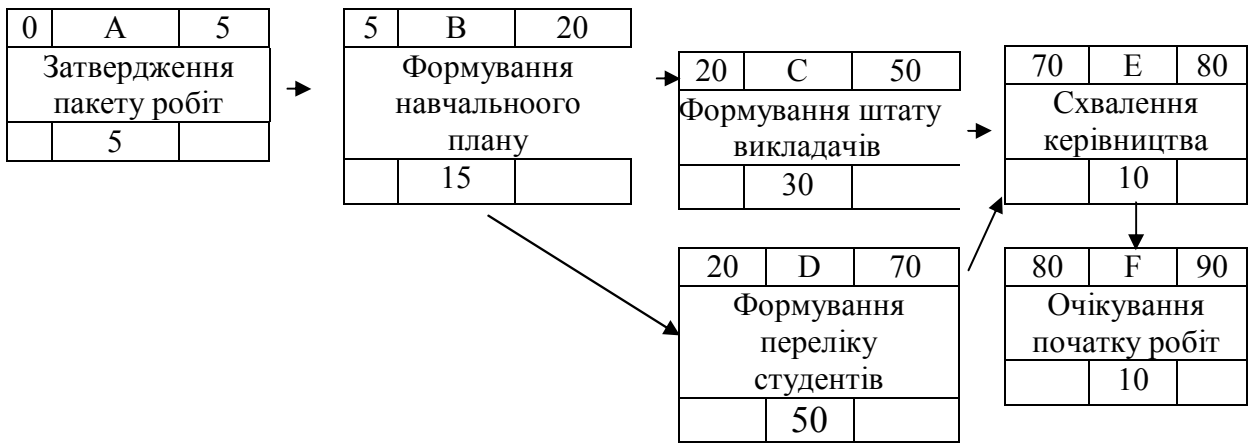 0 A 5
Затвердження
пакету робіт
5
5 B 20
Формування
навчальноого
плану
15
20 C 50
Формування штату
викладачів
30
70 E 80
Схвалення
керівництва
10
20 D 70
Формування
переліку
студентів
50
80 F 90
Очікування
початку робіт
10